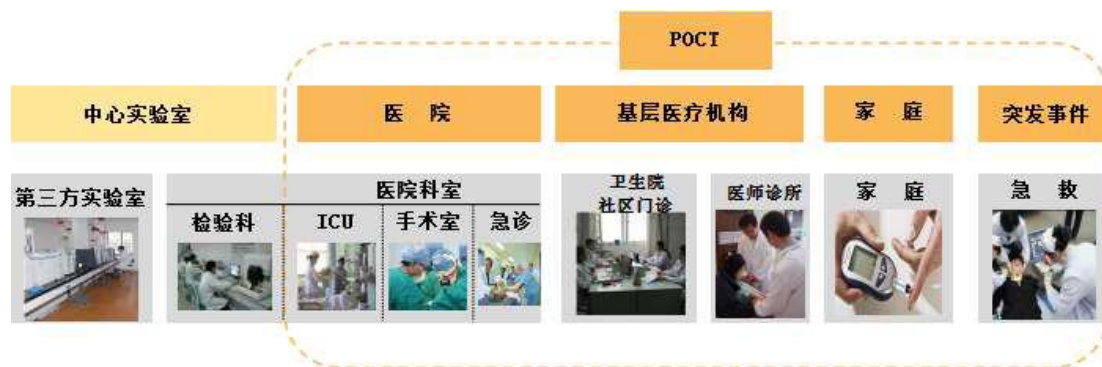 POCT
中心实验室
医 院
基层医疗机构
家 庭
突发事件
第三方实验室
医院科室
检验科
ICU
手术室
急诊
卫生院
社区门诊
医师诊所
家 庭
急 救